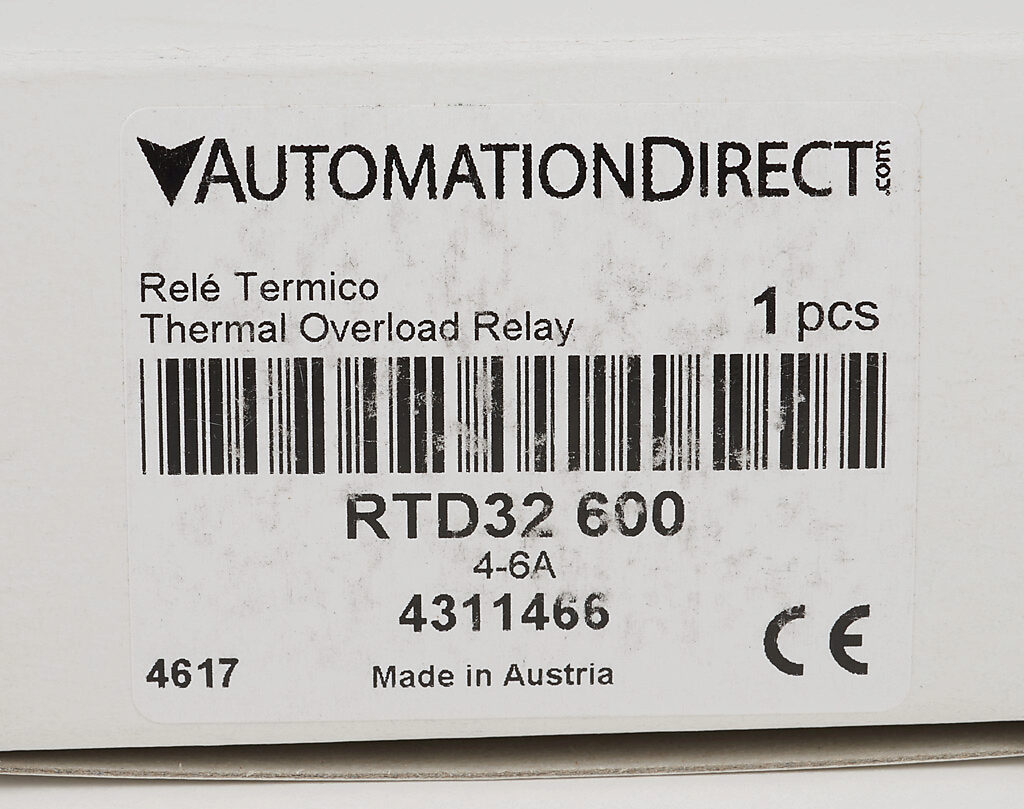 AUTOMATIONDIRECT.com
Relé Termico
Thermal Overload Relay
1 pcs
RTD32 600
4-6A
4311466
4617
Made in Austria
CE